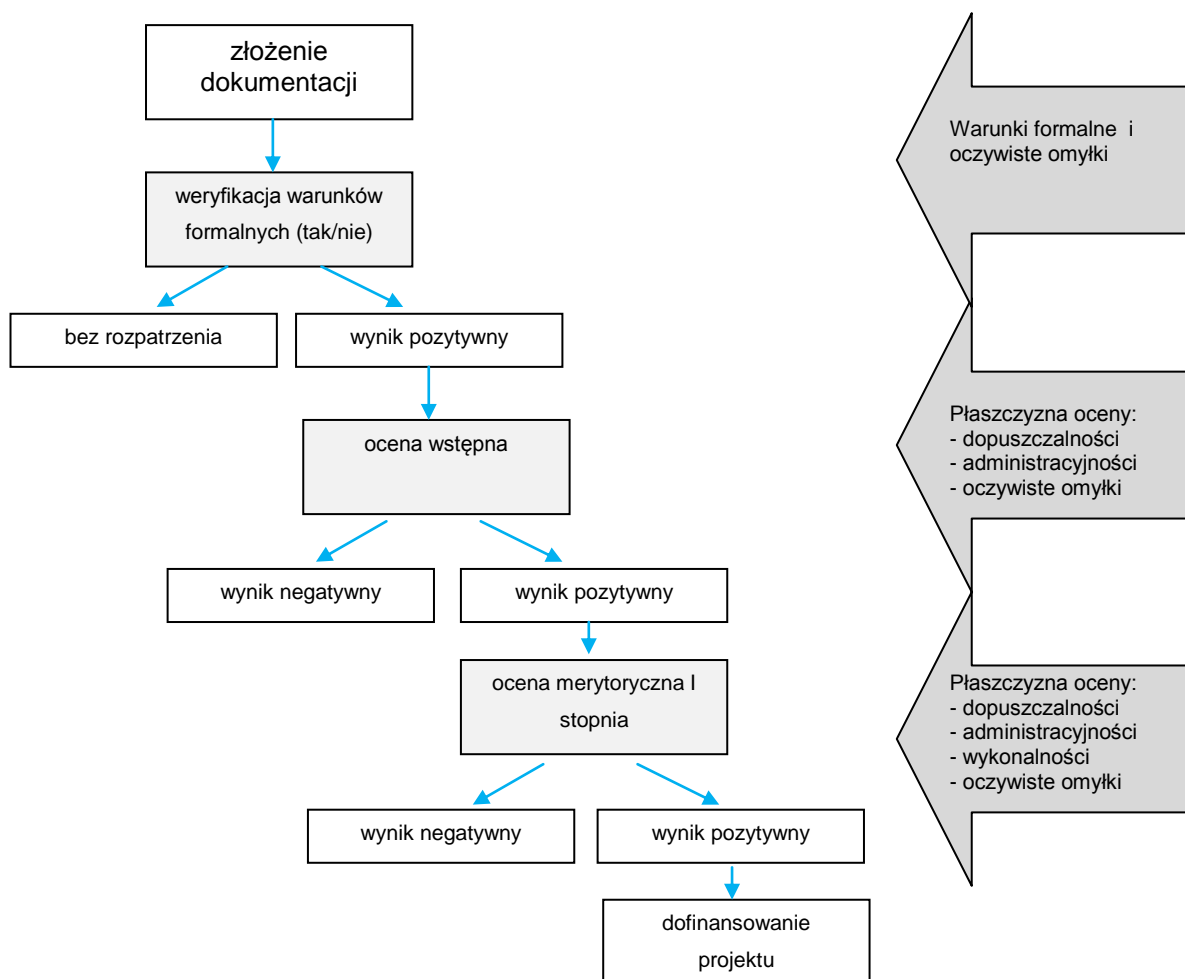 złożenie
dokumentacji
Warunki formalne i
oczywiste omyłki
weryfikacja warunków
formalnych (tak/nie)
bez rozpatrzenia
wynik pozytywny
ocena wstępna
Płaszczyzna oceny:
- dopuszczalności
- administracyjności
- oczywiste omyłki
wynik negatywny
wynik pozytywny
ocena merytoryczna I
stopnia
Płaszczyzna oceny:
- dopuszczalności
- administracyjności
- wykonalności
- oczywiste omyłki
wynik negatywny
wynik pozytywny
dofinansowanie
projektu